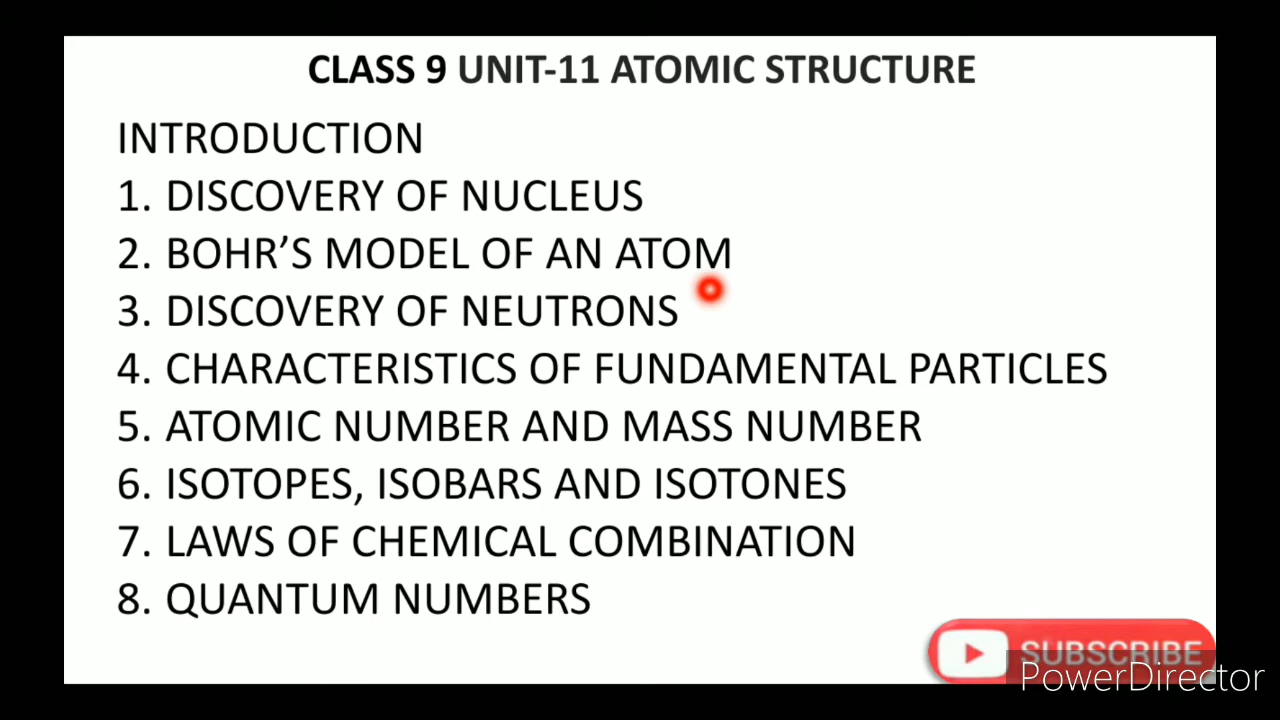 CLASS 9 UNIT-11 ATOMIC STRUCTURE
INTRODUCTION
1. DISCOVERY OF NUCLEUS
2. BOHR’S MODEL OF AN ATOM
3. DISCOVERY OF NEUTRONS
4. CHARACTERISTICS OF FUNDAMENTAL PARTICLES
5. ATOMIC NUMBER AND MASS NUMBER
6. ISOTOPES, ISOBARS AND ISOTONES
7. LAWS OF CHEMICAL COMBINATION
8. QUANTUM NUMBERS
SUBSCRIBE
PowerDirector